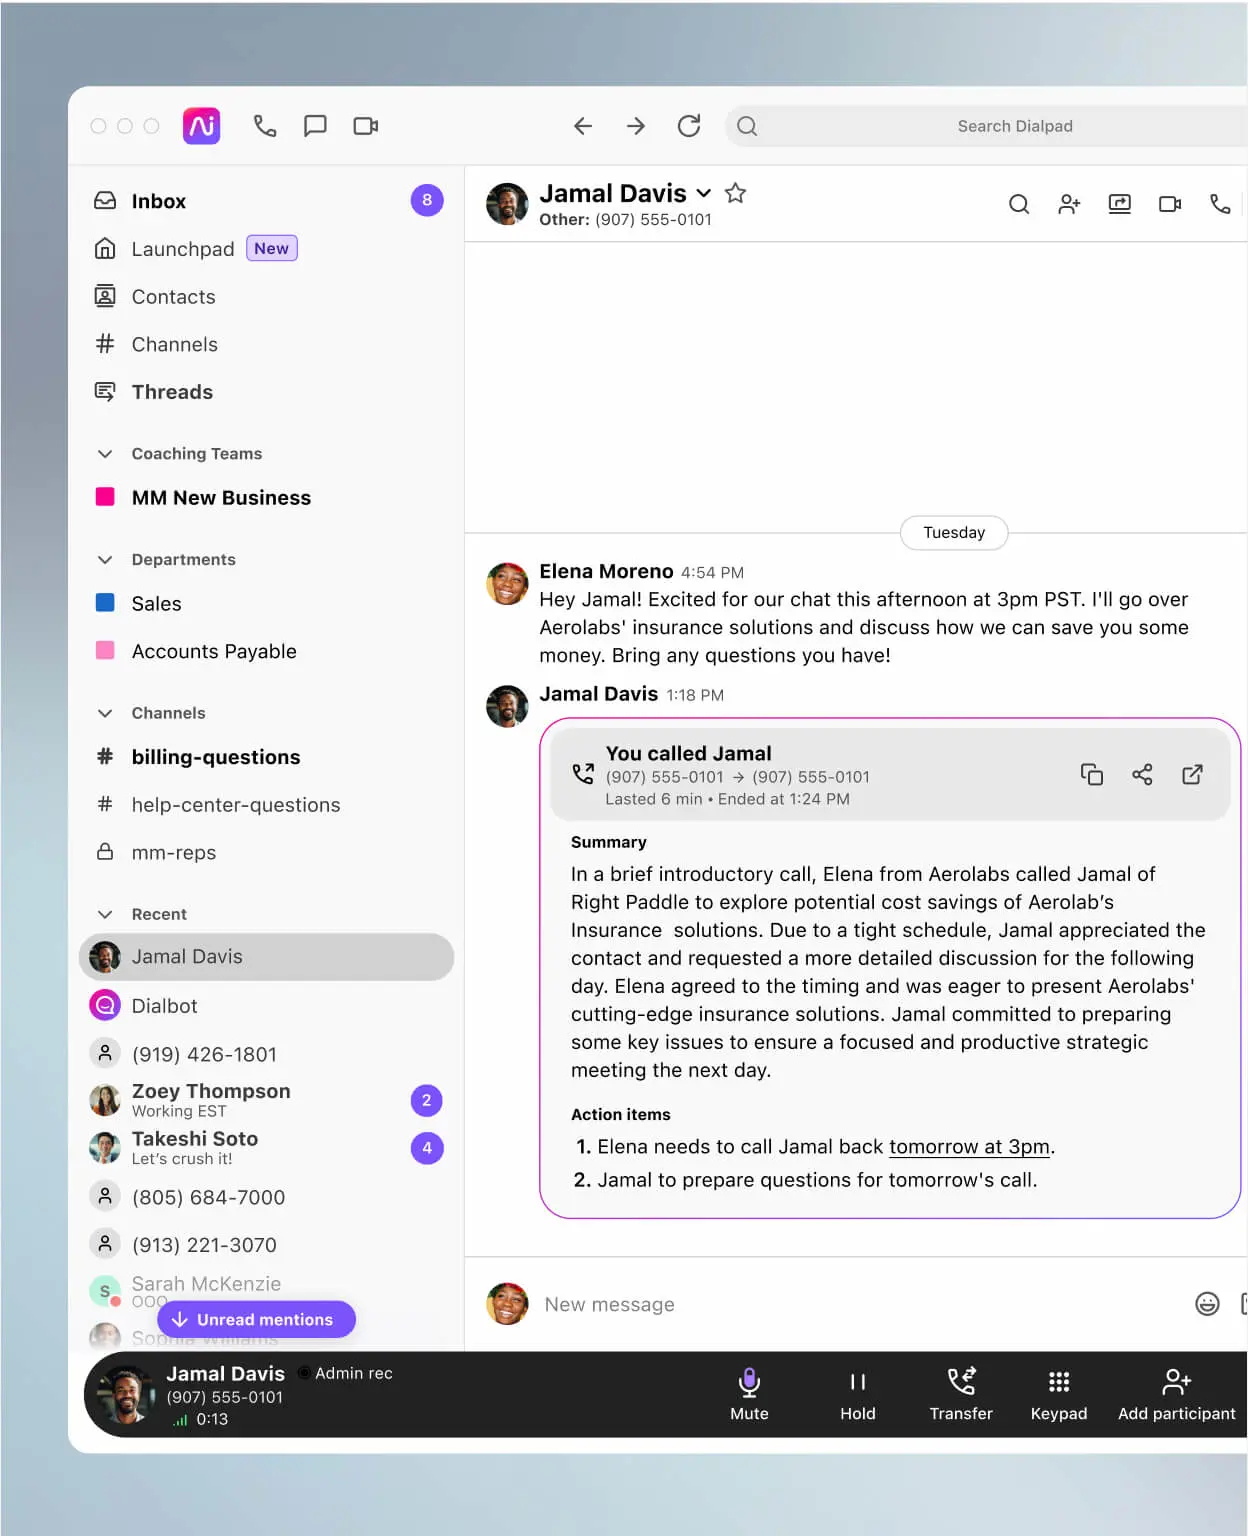 Ai
Search Dialpad
Inbox
8
Launchpad
New
Contacts
Channels
Threads
Coaching Teams
MM New Business
Departments
Sales
Accounts Payable
Channels
billing-questions
help-center-questions
mm-reps
Recent
Jamal Davis
Dialbot
(919) 426-1801
Zoey Thompson
Working EST
2
Takeshi Soto
Let's crush it!
4
(805) 684-7000
(913) 221-3070
S
Sarah McKenzie
OOO
Sophia Williams
Unread mentions
Jamal Davis
Other: (907) 555-0101
Tuesday
Elena Moreno 4:54 PM
Hey Jamal! Excited for our chat this afternoon at 3pm PST. I'll go over
Aerolabs' insurance solutions and discuss how we can save you some
money. Bring any questions you have!
Jamal Davis 1:18 PM
You called Jamal
(907) 555-0101 → (907) 555-0101
Lasted 6 min • Ended at 1:24 PM
Summary
In a brief introductory call, Elena from Aerolabs called Jamal of
Right Paddle to explore potential cost savings of Aerolab's
Insurance solutions. Due to a tight schedule, Jamal appreciated the
contact and requested a more detailed discussion for the following
day. Elena agreed to the timing and was eager to present Aerolabs'
cutting-edge insurance solutions. Jamal committed to preparing
some key issues to ensure a focused and productive strategic
meeting the next day.
Action items
1. Elena needs to call Jamal back tomorrow at 3pm.
2. Jamal to prepare questions for tomorrow's call.
New message
Jamal Davis
Admin rec
(907) 555-0101
0:13
Mute
Hold
Transfer
Keypad
Add participant